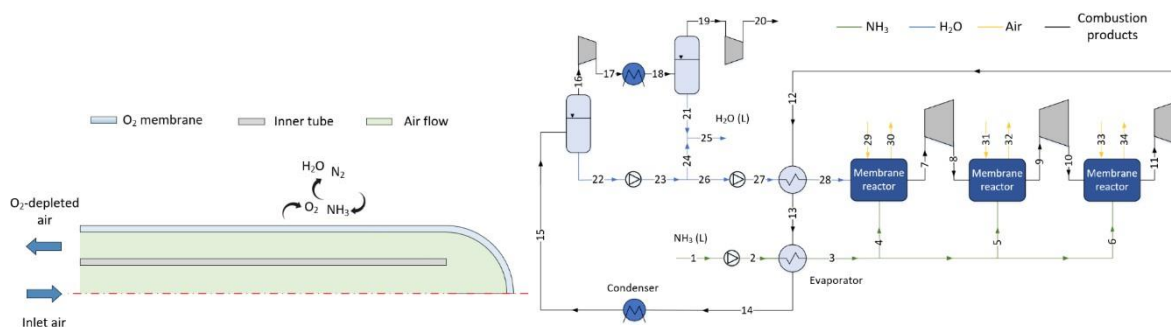 O₂ membrane
Inner tube
Air flow
H₂O
N₂
O₂
NH₃
O₂-depleted
air
Inlet air
NH₃
H₂O
Air
Combustion
products
19
20
16
17
18
12
21
H₂O (L)
25
24
29
30
31
32
33
34
7
8
9
10
11
22
23
26
27
28
Membrane
reactor
Membrane
reactor
Membrane
reactor
15
13
NH₃ (L)
1
2
3
4
5
6
Evaporator
Condenser
14